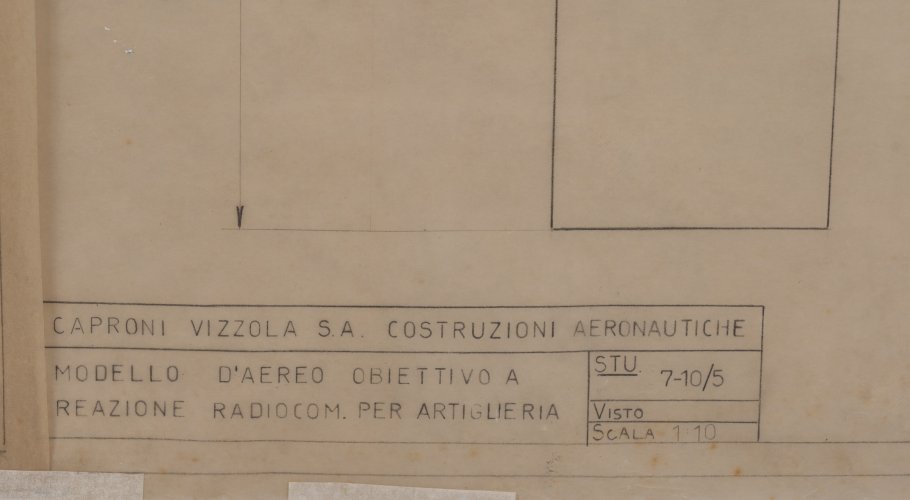 CAPRONI VIZZOLA S.A. COSTRUZIONI AERONAUTICHE
MODELLO D'AEREO OBIETTIVO A
REAZIONE RADIOCOM. PER ARTIGLIERIA
STU. 7-10/5
VISTO
SCALA 1:10